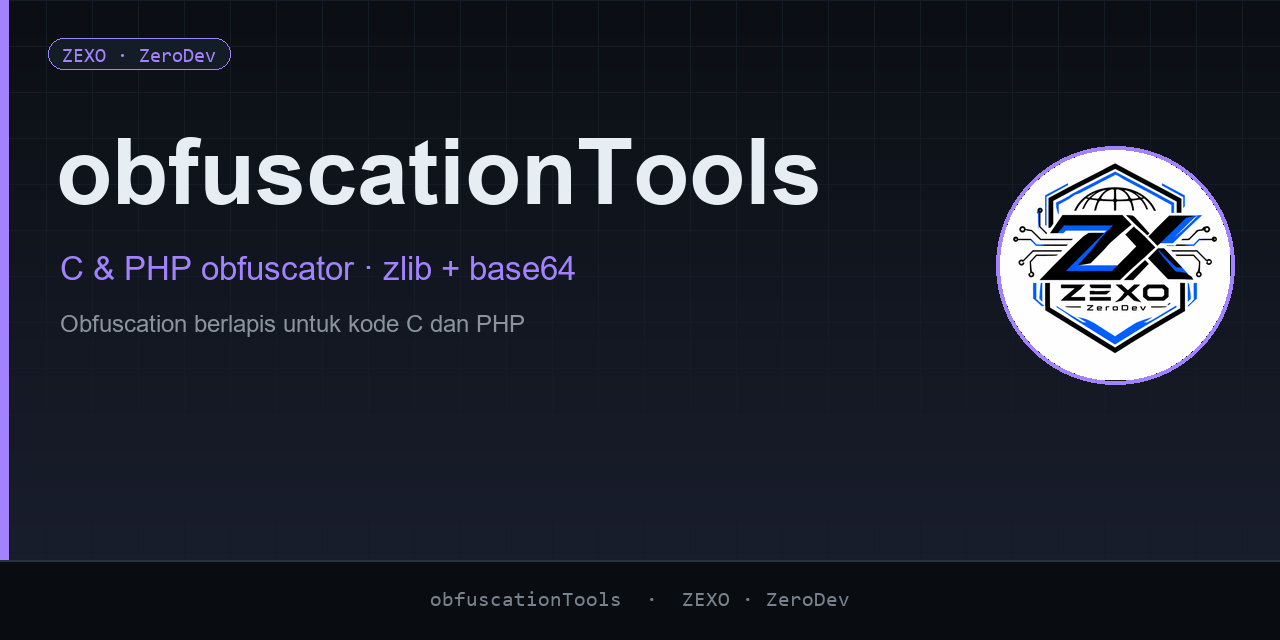 ZEXO · ZeroDev
obfuscationTools
C & PHP obfuscator · zlib + base64
Obfuscation berlapis untuk kode C dan PHP
ZX
ZEXO
ZeroDev
obfuscationTools · ZEXO · ZeroDev